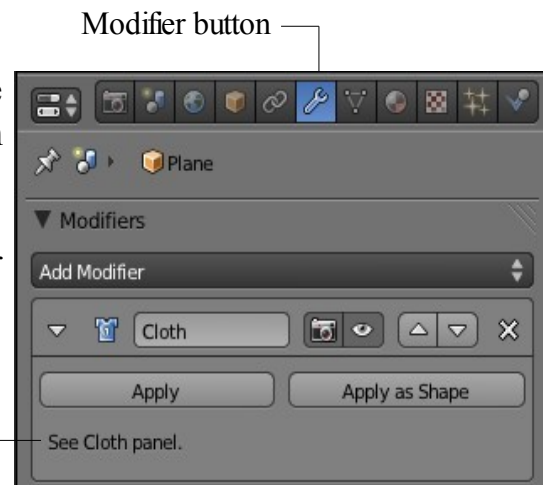 Modifier button
e
n
Plane
Modifiers
.
Add Modifier
Cloth
Apply Apply as Shape
See Cloth panel.